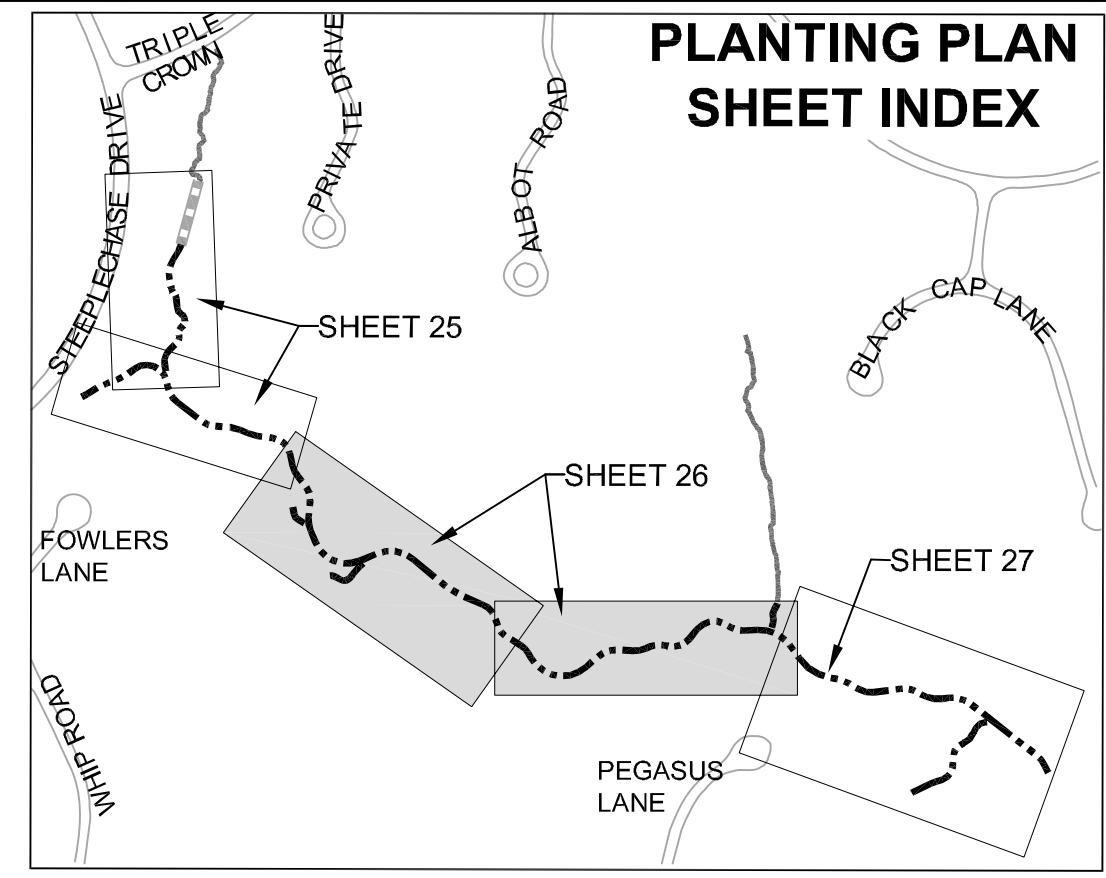 PLANTING PLAN
SHEET INDEX
TRIPLE
CROWN
PRIVATE DRIVE
ALBOT ROAD
STEEPLECHASE DRIVE
BLACK CAP LANE
SHEET 25
SHEET 26
FOWLERS
LANE
SHEET 27
WHIP ROAD
PEGASUS
LANE